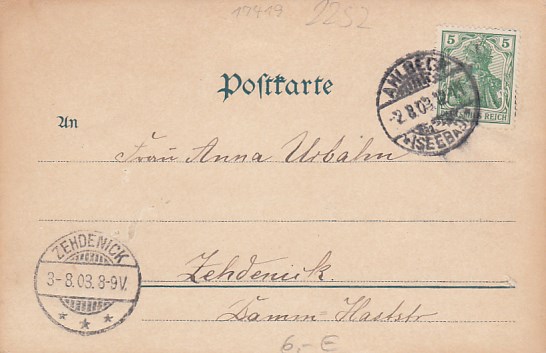 17419 2252
5 5
DEUTSCHES REICH
AHLBECK
-2.8.03.
*(SEEBAD)*
Postkarte
An
Frau Anna Urbahn
ZEHDENICK
3-8.03.8-9V.
Zehdenick.
Damm-Haststr
6,-€